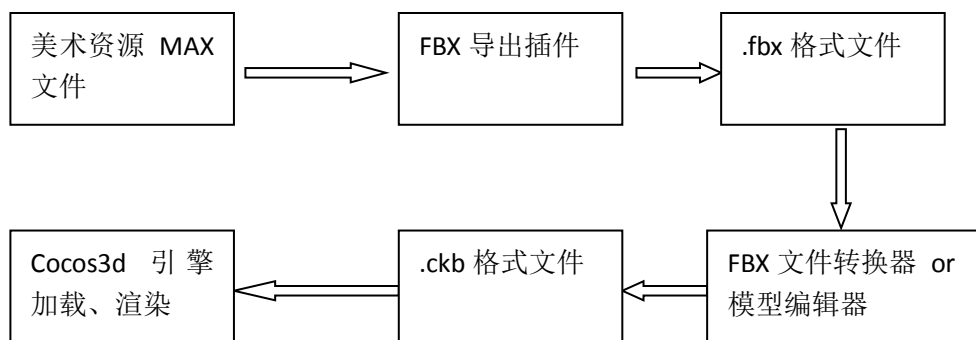 美术资源 MAX
文件
FBX 导出插件
.fbx 格式文件
Cocos3d 引擎
加载、渲染
.ckb 格式文件
FBX 文件转换器 or
模型编辑器